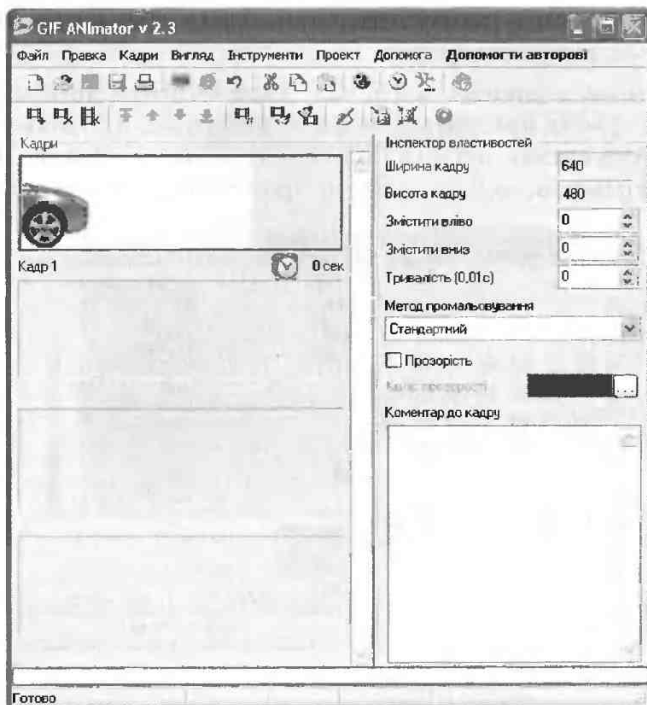 GIF ANImator v 2.3
Файл Правка Кадри Вигляд Інструменти Проект Допомога Допомогти авторові
Кадри
Кадр 1
0 сек
Інспектор властивостей
Ширина кадру 640
Висота кадру 480
Змістити вліво 0
Змістити вниз 0
Тривалість (0,01с) 0
Метод промальовування
Стандартний
Прозорість
Колір прозорості ...
Коментар до кадру
Готово